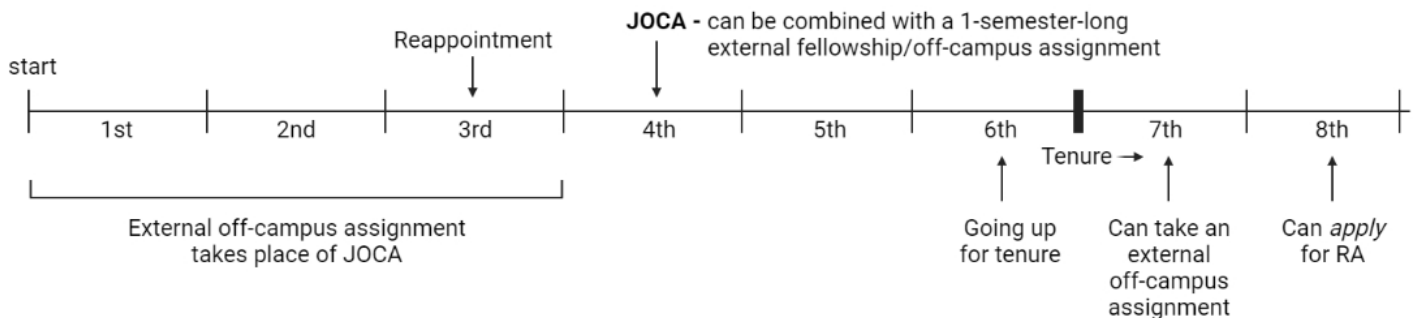 JOCA - can be combined with a 1-semester-long
external fellowship/off-campus assignment
Reappointment
start
1st
2nd
3rd
4th
5th
6th
7th
8th
Tenure →
External off-campus assignment
takes place of JOCA
Going up
for tenure
Can take an
external
off-campus
assignment
Can apply
for RA